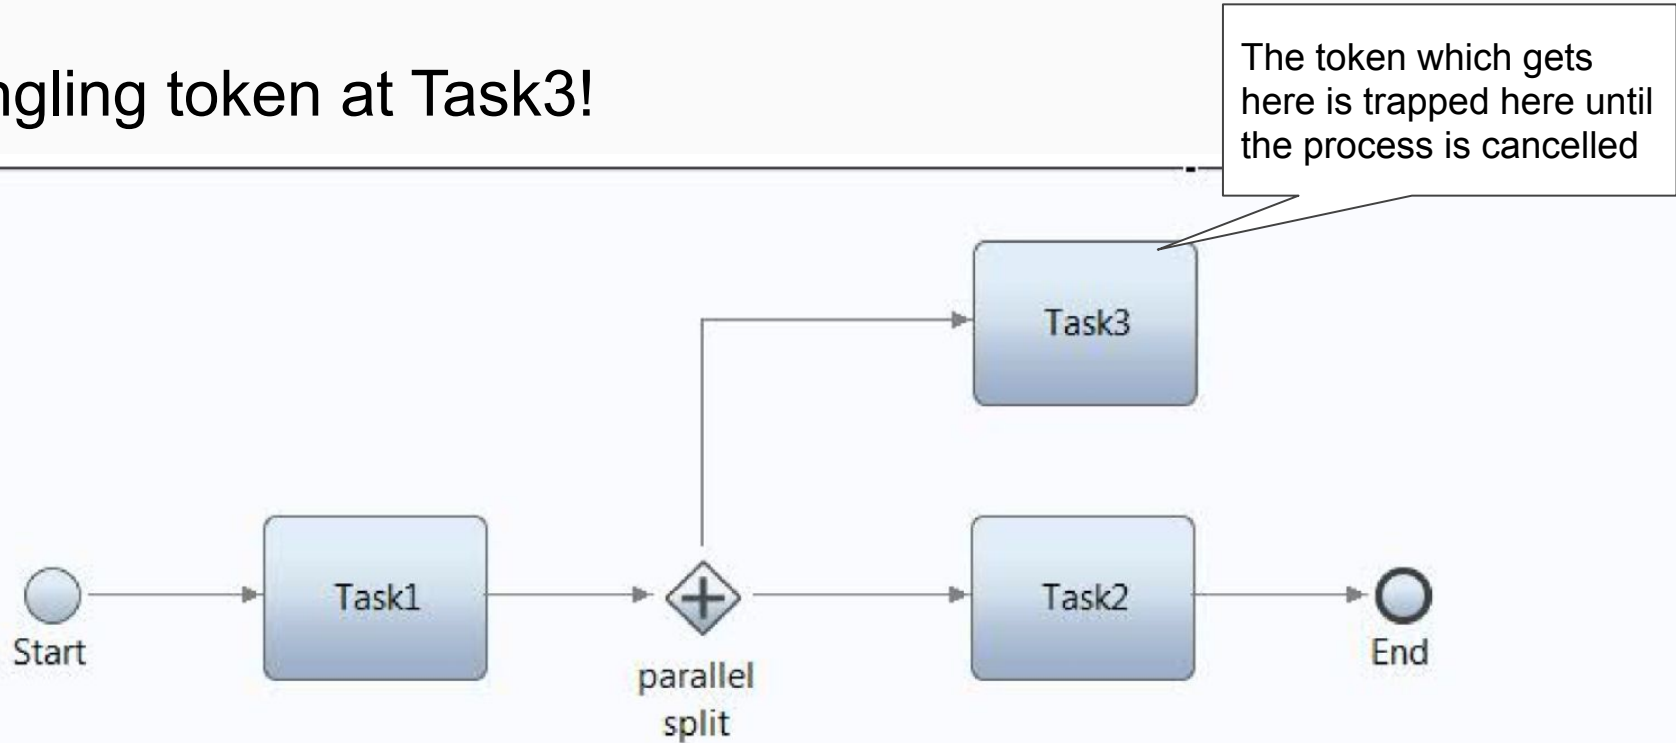 token at Task3!
The token which gets
here is trapped here until
the process is cancelled
Task3
Start
Task1
parallel
split
Task2
End